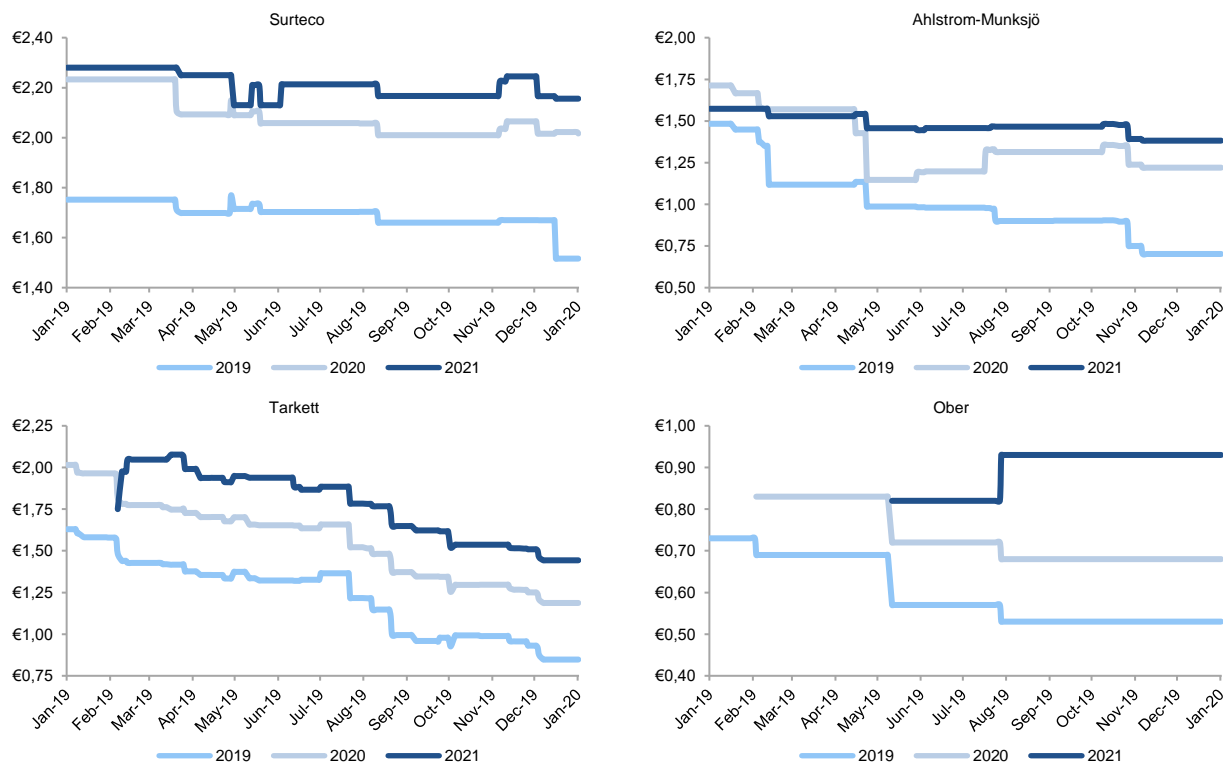 Surteco
€2,40
€2,20
€2,00
€1,80
€1,60
€1,40
Jan-19
Feb-19
Mar-19
Apr-19
May-19
Jun-19
Jul-19
Aug-19
Sep-19
Oct-19
Nov-19
Dec-19
Jan-20
2019 2020 2021
Ahlstrom-Munksjö
€2,00
€1,75
€1,50
€1,25
€1,00
€0,75
€0,50
Jan-19
Feb-19
Mar-19
Apr-19
May-19
Jun-19
Jul-19
Aug-19
Sep-19
Oct-19
Nov-19
Dec-19
Jan-20
2019 2020 2021
Tarkett
€2,25
€2,00
€1,75
€1,50
€1,25
€1,00
€0,75
Jan-19
Feb-19
Mar-19
Apr-19
May-19
Jun-19
Jul-19
Aug-19
Sep-19
Oct-19
Nov-19
Dec-19
Jan-20
2019 2020 2021
Ober
€1,00
€0,90
€0,80
€0,70
€0,60
€0,50
€0,40
Jan-19
Feb-19
Mar-19
Apr-19
May-19
Jun-19
Jul-19
Aug-19
Sep-19
Oct-19
Nov-19
Dec-19
Jan-20
2019 2020 2021